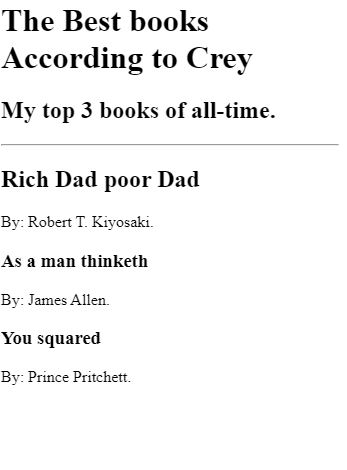 The Best books
According to Crey
My top 3 books of all-time.
Rich Dad poor Dad
By: Robert T. Kiyosaki.
As a man thinketh
By: James Allen.
You squared
By: Prince Pritchett.